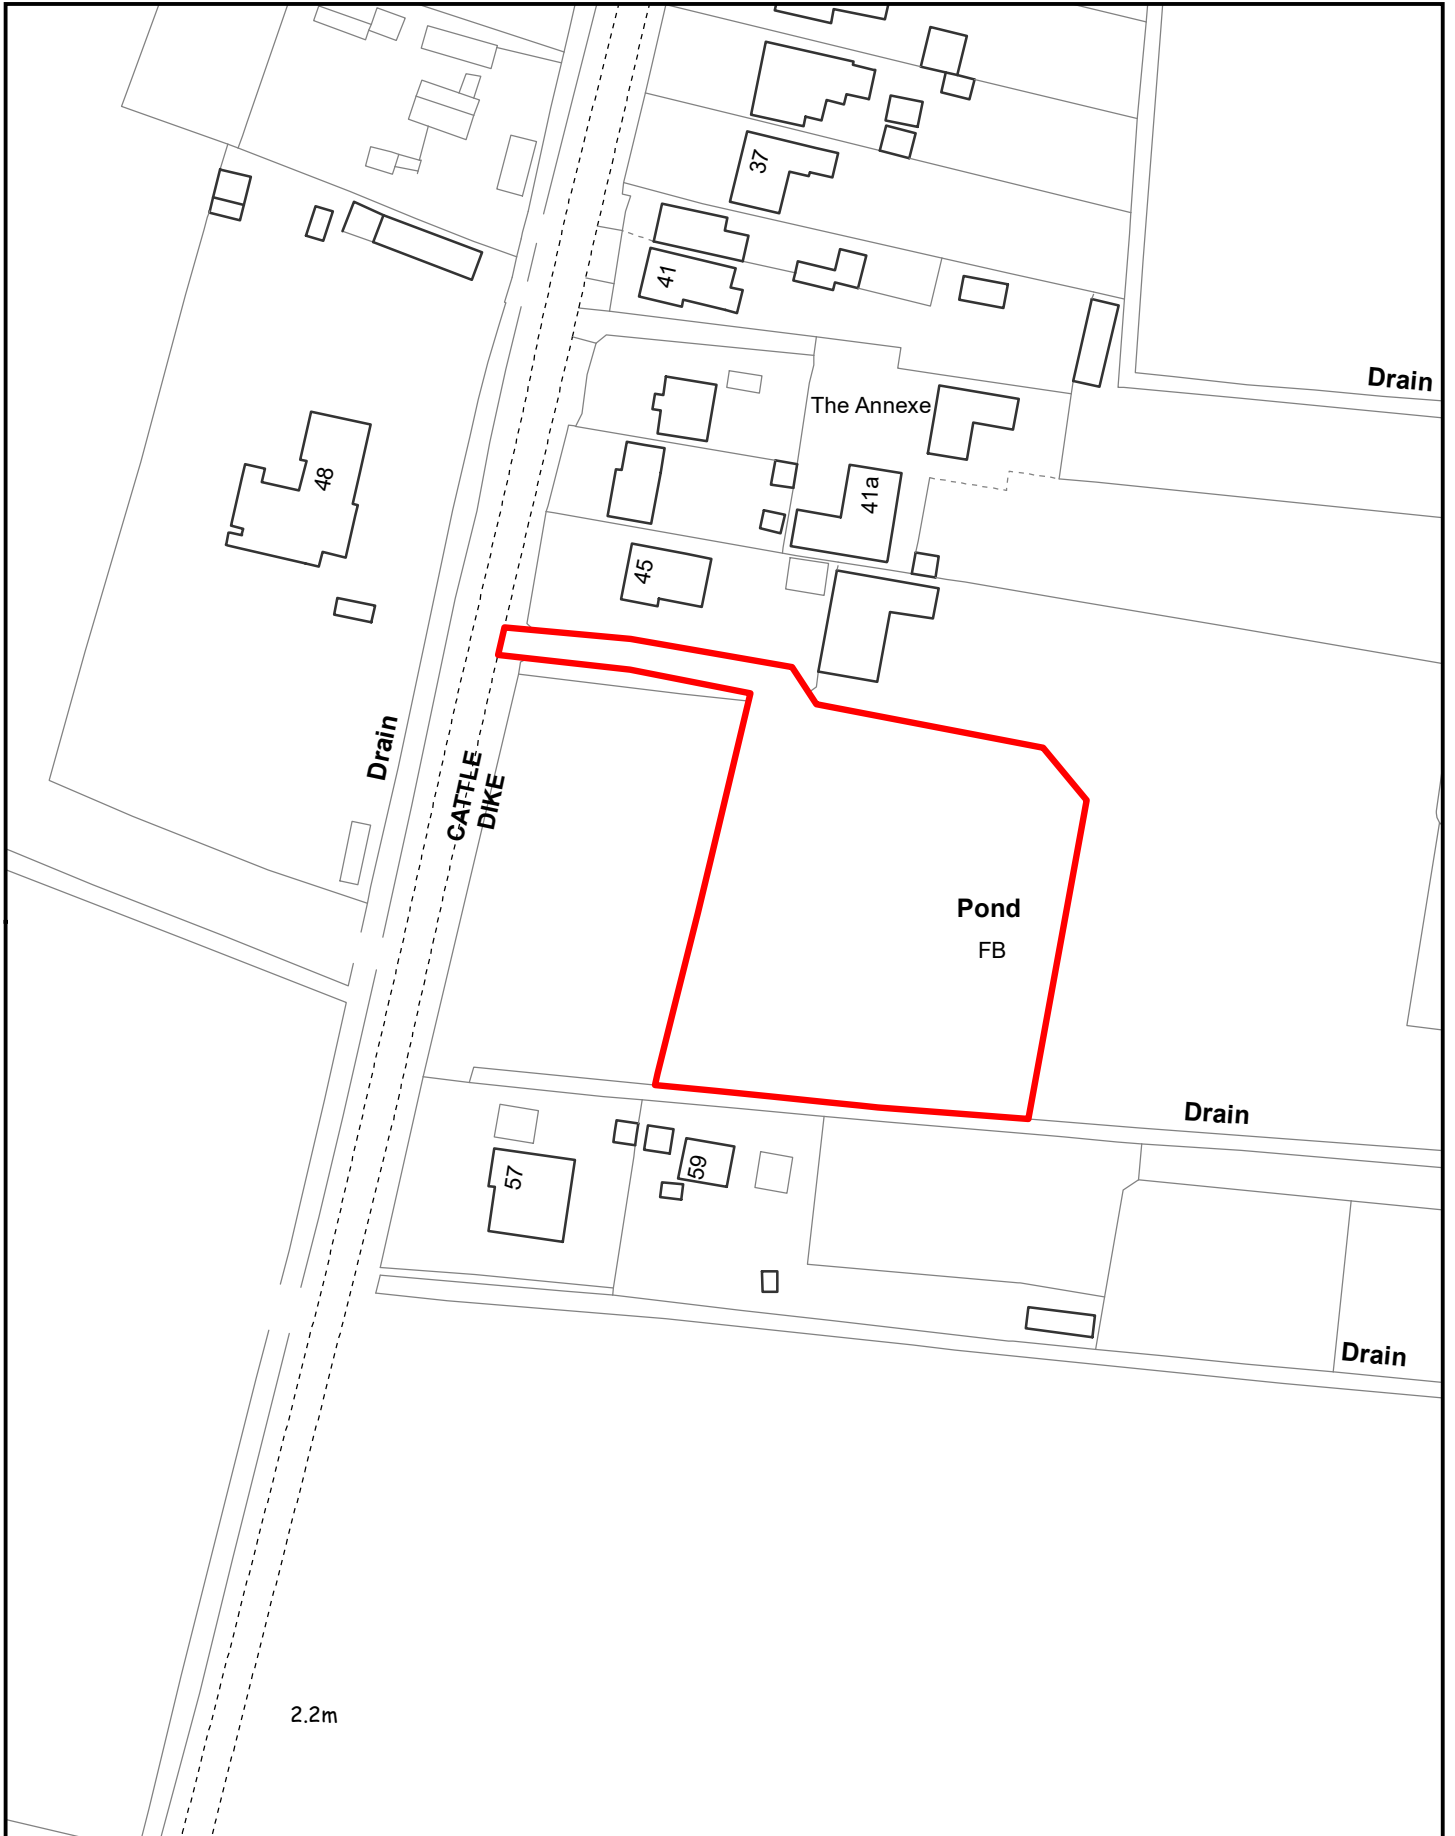 37
41
Drain
The Annexe
48
41a
45
Drain
CATTLE
DIKE
Pond
FB
Drain
57
59
Drain
2.2m